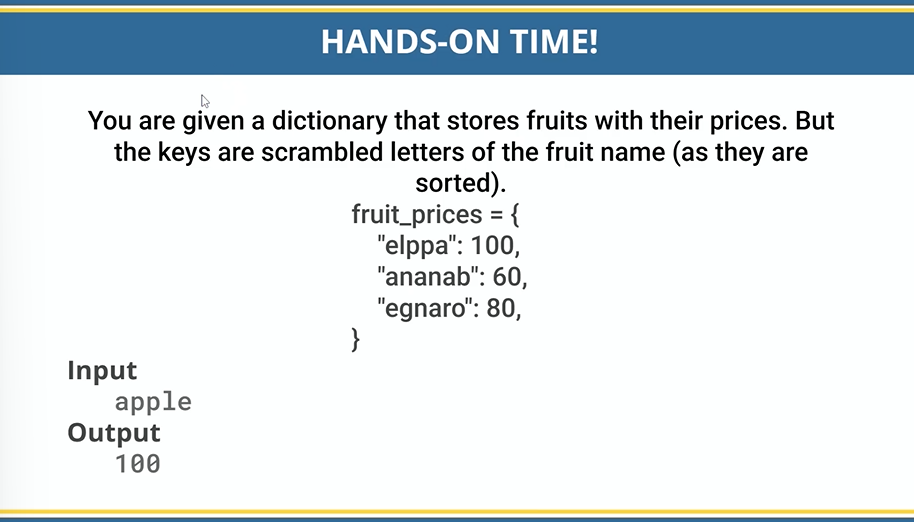 HANDS-ON TIME!
You are given a dictionary that stores fruits with their prices. But
the keys are scrambled letters of the fruit name (as they are
sorted).
fruit_prices = {
"elppa": 100,
"ananab": 60,
"egnaro": 80,
}
Input
apple
Output
100